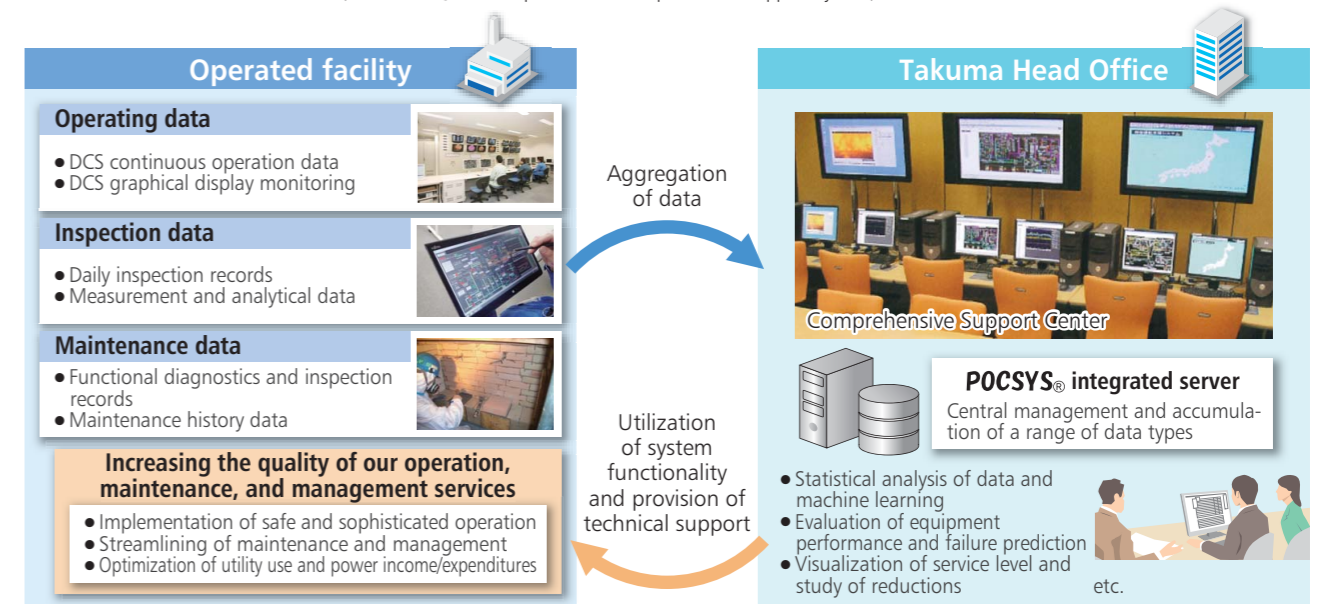 Operated facility
Operating data
● DCS continuous operation data
● DCS graphical display monitoring
Inspection data
● Daily inspection records
● Measurement and analytical data
Maintenance data
● Functional diagnostics and inspection
records
● Maintenance history data
Increasing the quality of our operation,
maintenance, and management services
● Implementation of safe and sophisticated operation
● Streamlining of maintenance and management
● Optimization of utility use and power income/expenditures
Aggregation
of data
Utilization
of system
functionality
and provision of
technical support
Takuma Head Office
Comprehensive Support Center
POCSYS® integrated server
Central management and accumula-
tion of a range of data types
● Statistical analysis of data and
machine learning
● Evaluation of equipment
performance and failure prediction
● Visualization of service level and
study of reductions
etc.